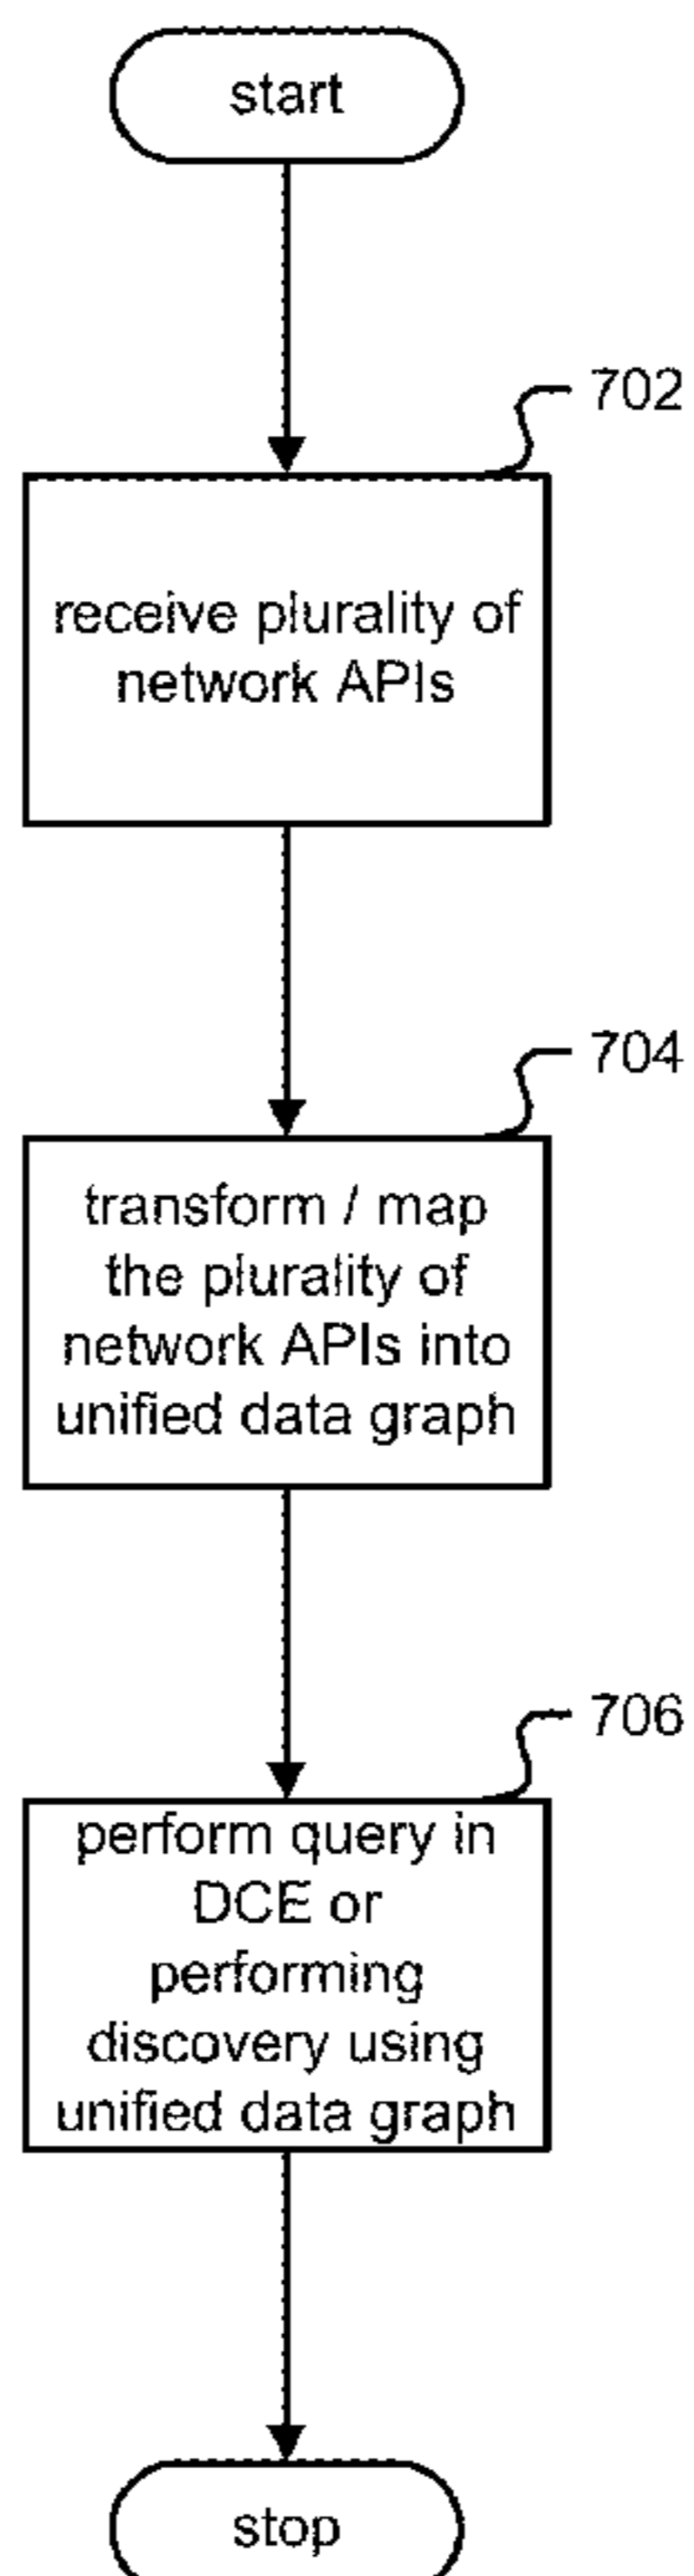 start
702
receive plurality of
network APIs
704
transform / map
the plurality of
network APIs into
unified data graph
706
perform query in
DCE or
performing
discovery using
unified data graph
stop